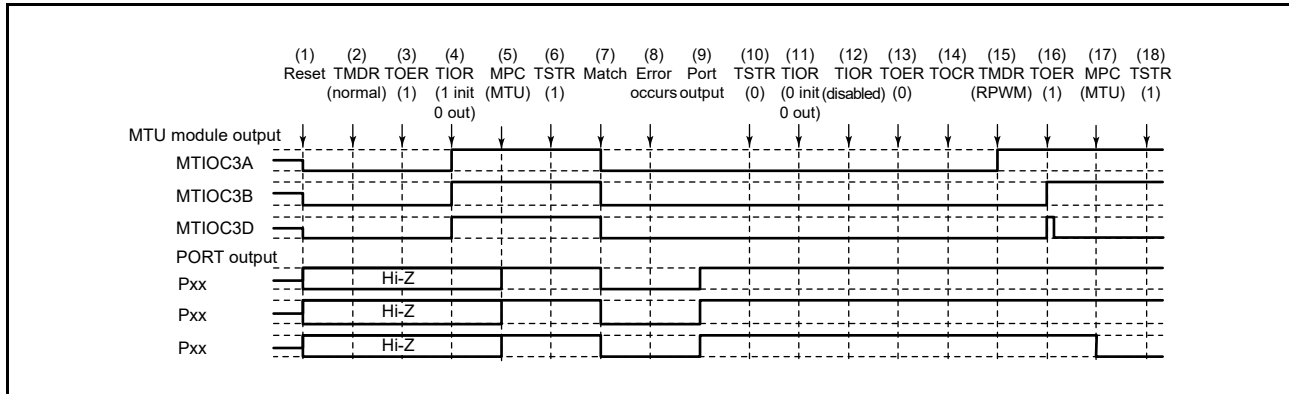 (1) (2) (3) (4) (5) (6) (7) (8) (9) (10) (11) (12) (13) (14) (15) (16) (17) (18)
Reset TMDR TOER TIOR MPC TSTR Match Error Port TSTR TIOR TIOR TOER TOCR TMDR TOER MPC TSTR
(normal) (1) (1 init (MTU) (1) occurs output (0) (0 init (disabled) (0) (RPWM) (1) (MTU) (1)
0 out) 0 out)
MTU module output
MTIOC3A
MTIOC3B
MTIOC3D
PORT output
Pxx Hi-Z
Pxx Hi-Z
Pxx Hi-Z